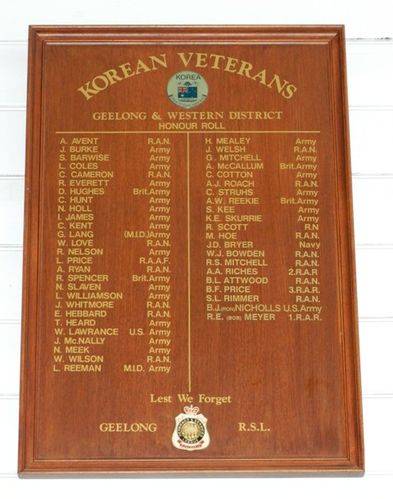 KOREAN VETERANS
KOREA
GEELONG & WESTERN DISTRICT
HONOUR ROLL
A. AVENT R.A.N.
J. BURKE Army
S. BARWISE Army
L. COLES Army
C. CAMERON R.A.N.
R. EVERETT Army
D. HUGHES Brit.Army
C. HUNT Army
N. HOLL Army
I. JAMES Army
C. KENT Army
G. LANG (M.I.D.)Army
W. LOVE R.A.N.
R. NELSON Army
L. PRICE R.A.A.F.
A. RYAN R.A.N.
R. SPENCER Brit.Army
N. SLAVEN Army
L. WILLIAMSON Army
J. WHITMORE R.A.N.
E. HEBBARD R.A.N.
T. HEARD Army
W. LAWRANCE U.S. Army
J. McNALLY Army
N. MEEK Army
W. WILSON R.A.N.
L. REEMAN M.I.D. Army
H. MEALEY Army
J. WELSH R.A.N.
G. MITCHELL Army
A. McCALLUM Brit.Army
C. COTTON Army
A.J. ROACH R.A.N.
C. STRUHS Army
A.W. REEKIE Brit.Army
S. KEE Army
K.E. SKURRIE Army
R. SCOTT R.N
M. HOE R.A.N.
J.D. BRYER Navy
W.J. BOWDEN R.A.N.
R.S. MITCHELL R.A.N.
A.A. RICHES 2.R.A.R
B.L. ATTWOOD R.A.N.
B.F. PRICE 3.R.A.R.
S.L. RIMMER R.A.N.
B.J.(RON)NICHOLLS U.S.Army
R.E. (BOB) MEYER 1.R.A.R.
Lest We Forget
GEELONG R.S.L.